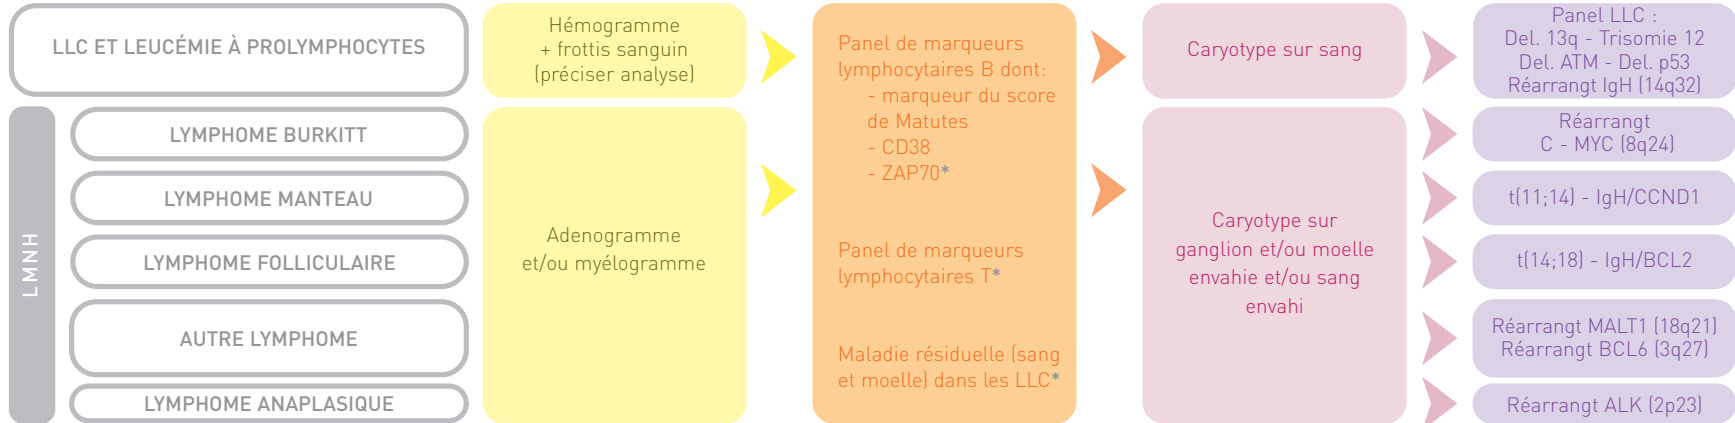 LLC ET LEUCÉMIE À PROLYMPHOCYTES
Hémogramme
+ frottis sanguin
(préciser analyse)
Panel de marqueurs
lymphocytaires B dont:
- marqueur du score
de Matutes
- CD38
- ZAP70*
Panel de marqueurs
lymphocytaires T*
Maladie résiduelle (sang
et moelle) dans les LLC*
Caryotype sur sang
Panel LLC :
Del. 13q - Trisomie 12
Del. ATM - Del. p53
Réarrangt IgH (14q32)
LMNH
LYMPHOME BURKITT
LYMPHOME MANTEAU
LYMPHOME FOLLICULAIRE
AUTRE LYMPHOME
LYMPHOME ANAPLASIQUE
Adenogramme
et/ou myélogramme
Caryotype sur
ganglion et/ou moelle
envahie et/ou sang
envahi
Réarrangt
C - MYC (8q24)
t(11;14) - IgH/CCND1
t(14;18) - IgH/BCL2
Réarrangt MALT1 (18q21)
Réarrangt BCL6 (3q27)
Réarrangt ALK (2p23)